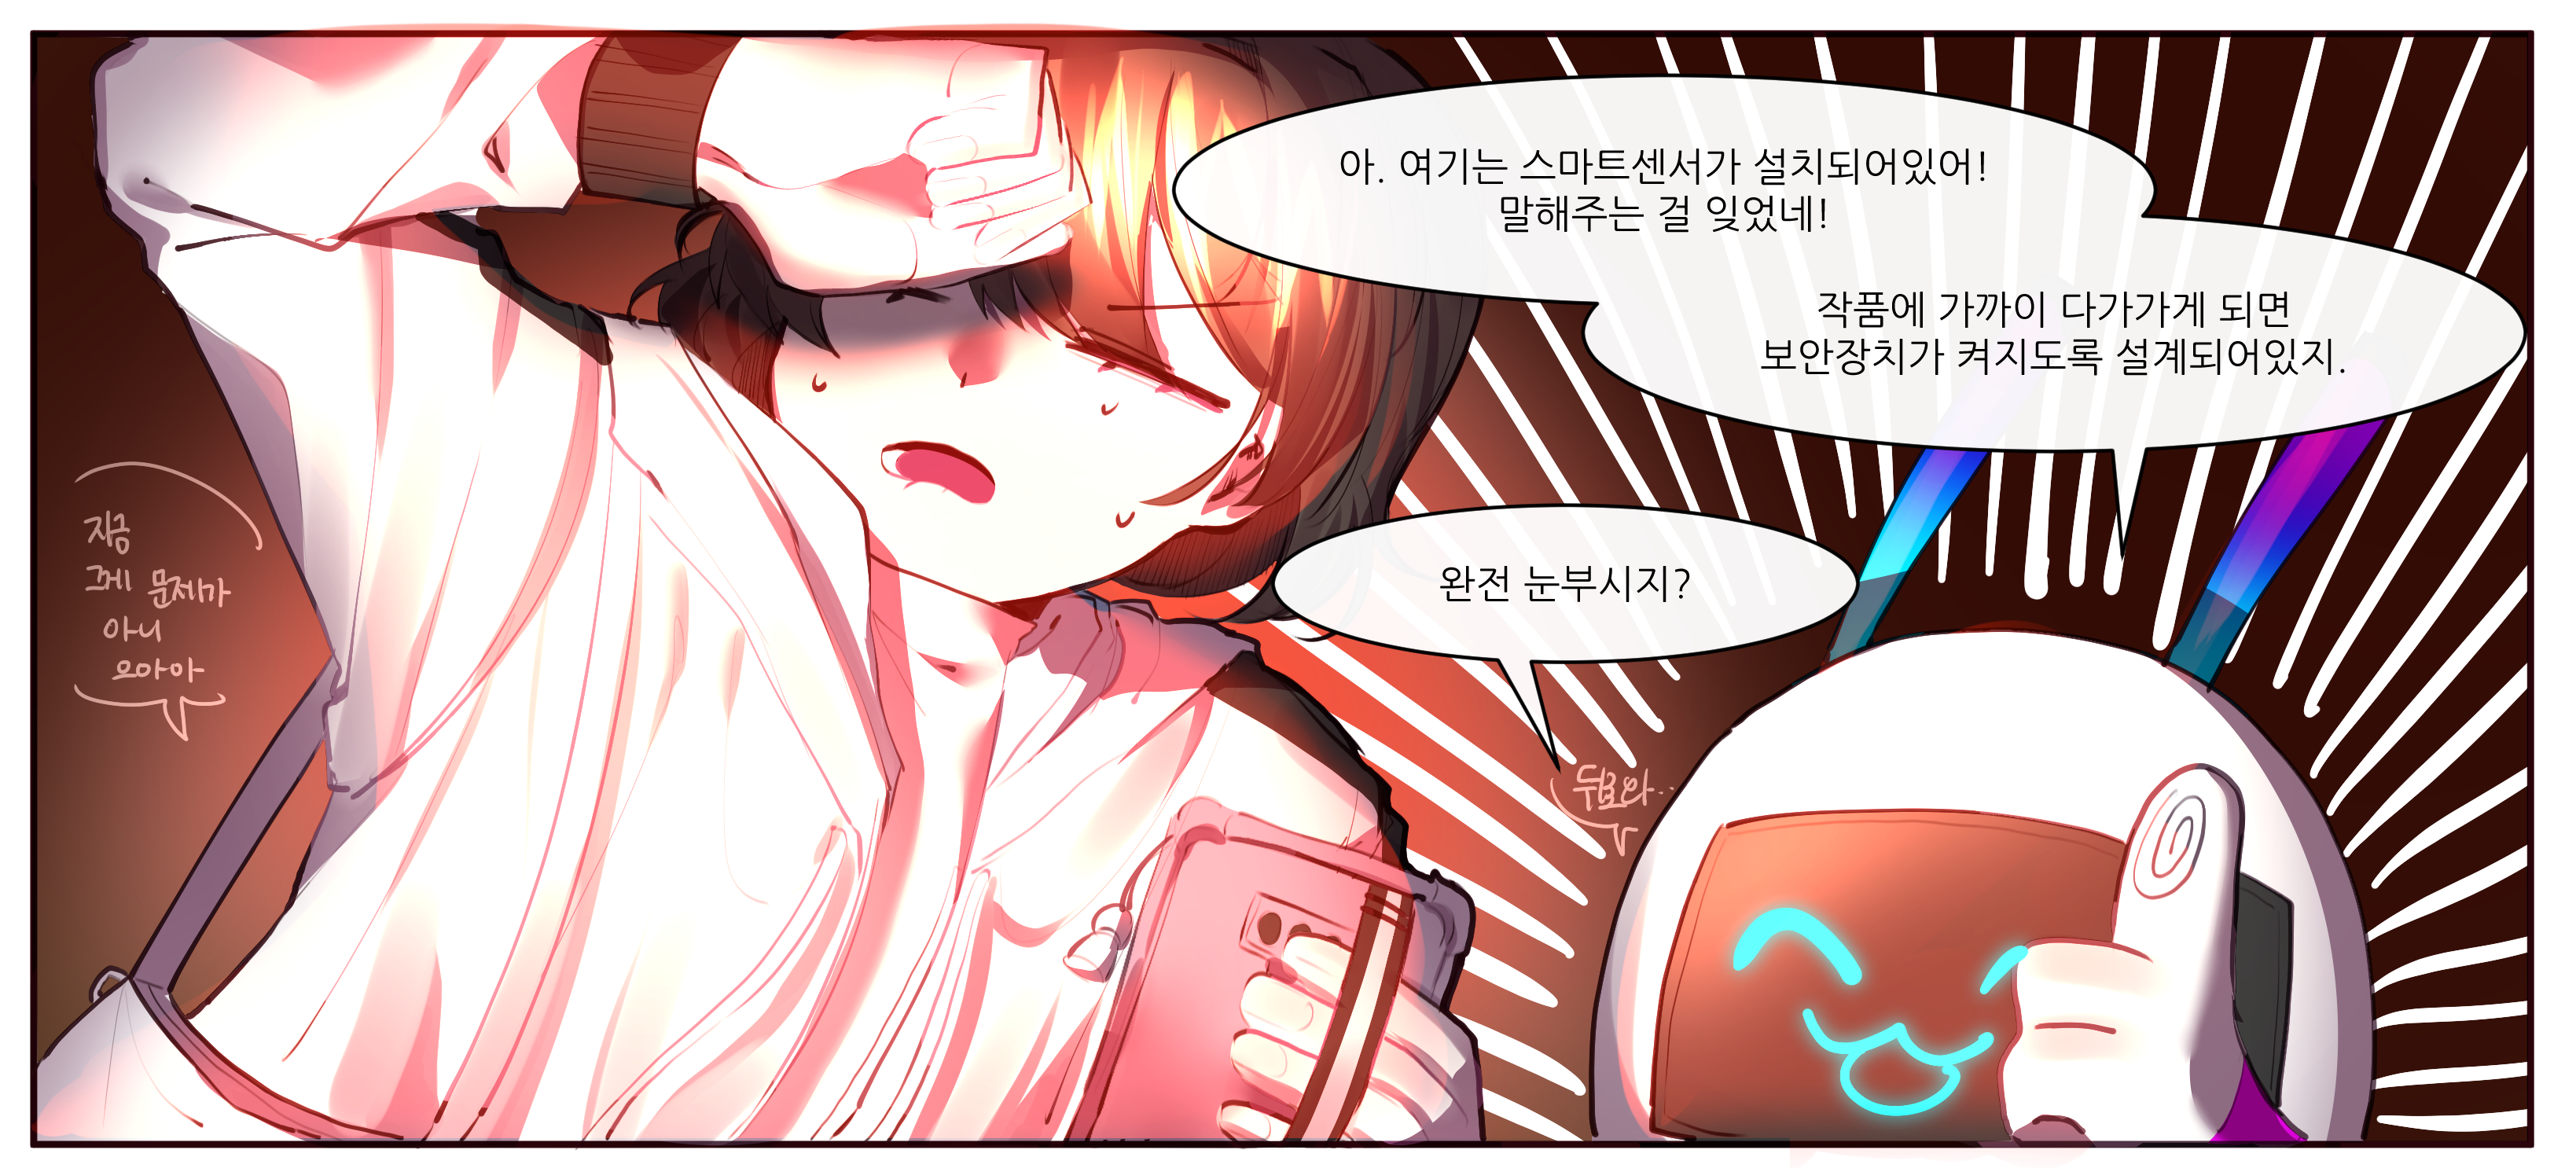 아. 여기는 스마트센서가 설치되어있어!
말해주는 걸 잊었네!
작품에 가까이 다가가게 되면
보안장치가 켜지도록 설계되어있지.
완전 눈부시지?
뒤로와..
지금
그게 문제가
아니
으아아